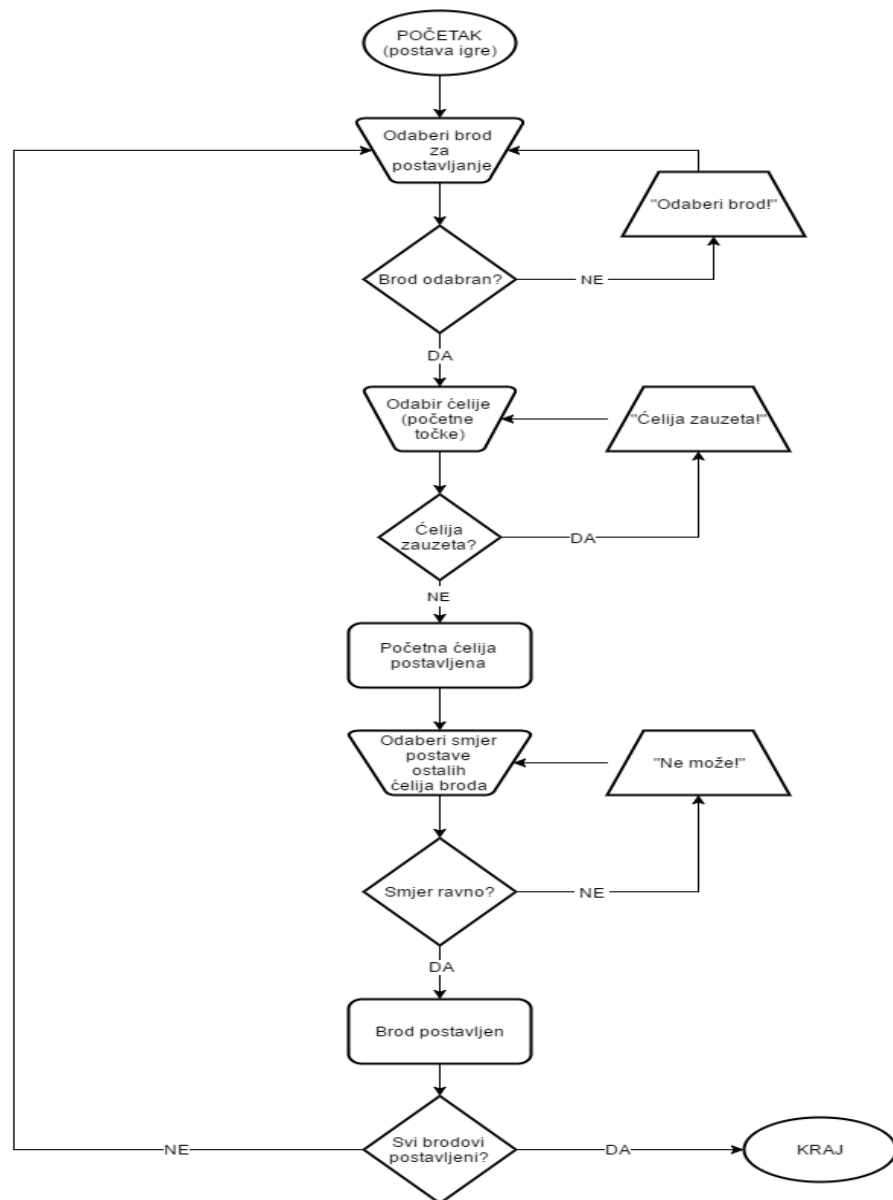 POČETAK
(postava igre)
Odaberi brod
za
postavljanje
"Odaberi brod!"
Brod odabran?
NE
DA
Odabir ćelije
(početne
točke)
"Ćelija zauzeta!"
Ćelija
zauzeta?
DA
NE
Početna ćelija
postavljena
Odaberi smjer
postave
ostalih
ćelija broda
"Ne može!"
Smjer ravno?
NE
DA
Brod postavljen
Svi brodovi
postavljeni?
NE
DA
KRAJ